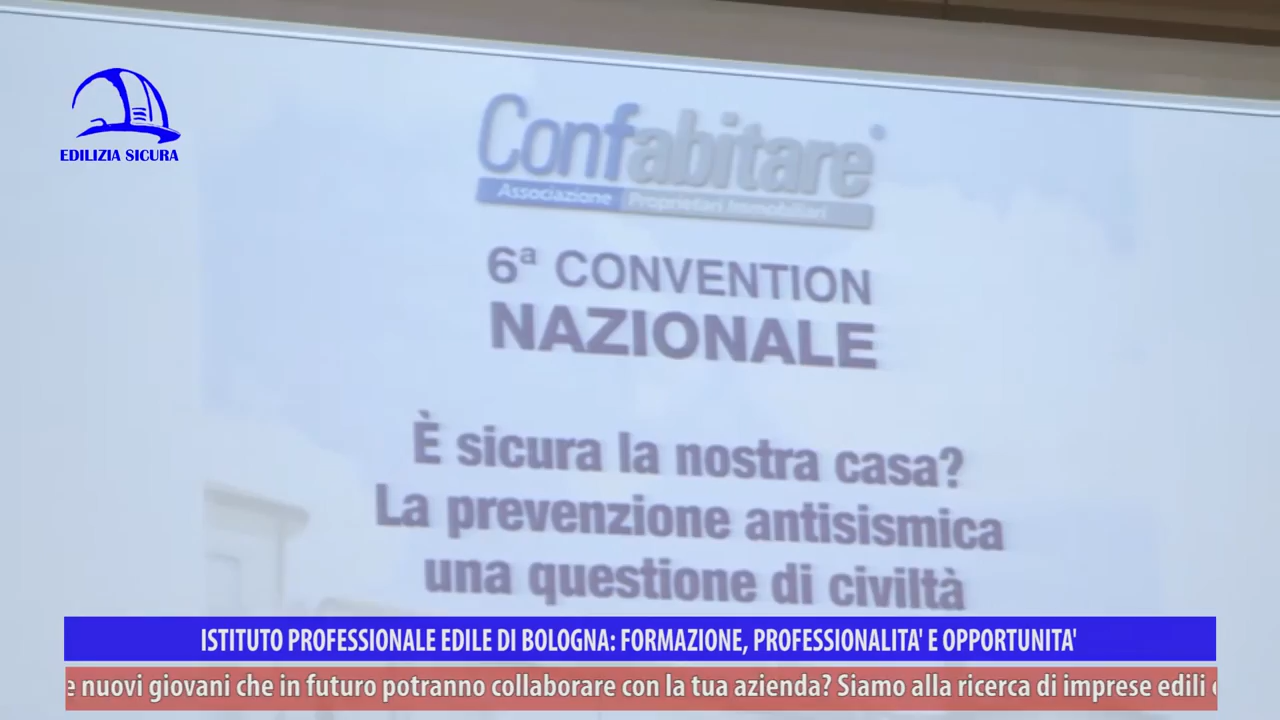 EDILIZIA SICURA
Confabitare
Associazione Proprietari Immobiliari
6ª CONVENTION
NAZIONALE
È sicura la nostra casa?
La prevenzione antisismica
una questione di civiltà
ISTITUTO PROFESSIONALE EDILE DI BOLOGNA: FORMAZIONE, PROFESSIONALITA' E OPPORTUNITA'
e nuovi giovani che in futuro potranno collaborare con la tua azienda? Siamo alla ricerca di imprese edili